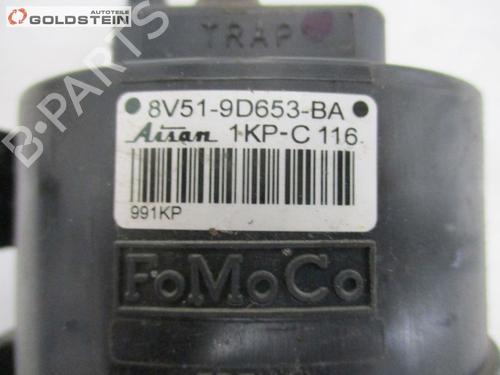 GOLDSTEIN
AUTOTEILE
TRAP
8V51-9D653-BA
Aisan 1KP-C 116
991KP
FoMoCo
B-PARTS